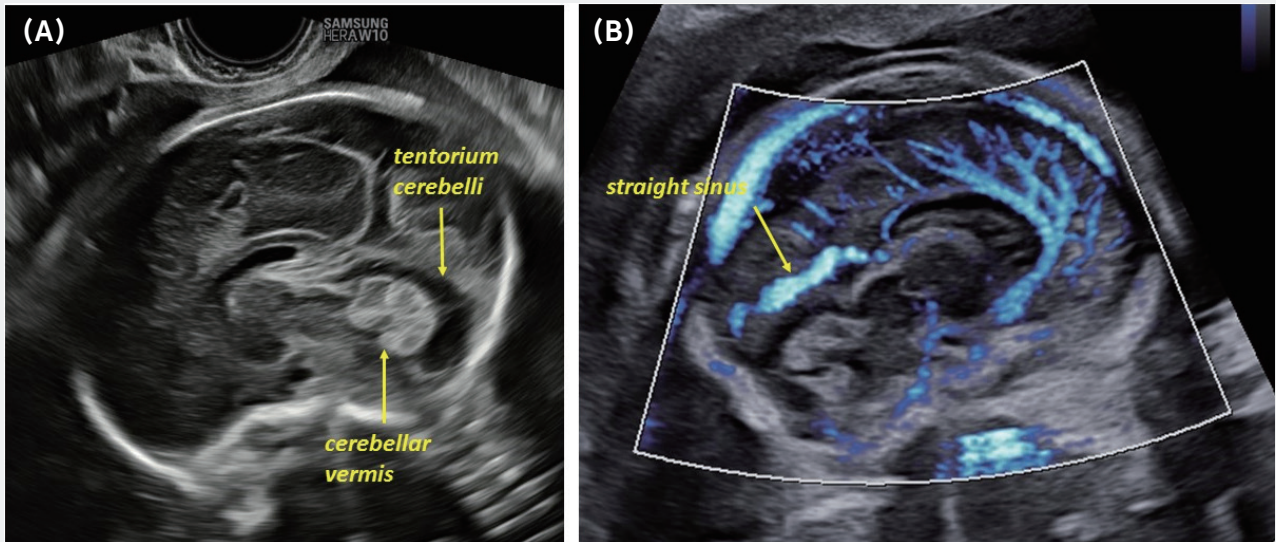 (A)
SAMSUNG
HERA W10
tentorium
cerebelli
cerebellar
vermis
(B)
straight sinus